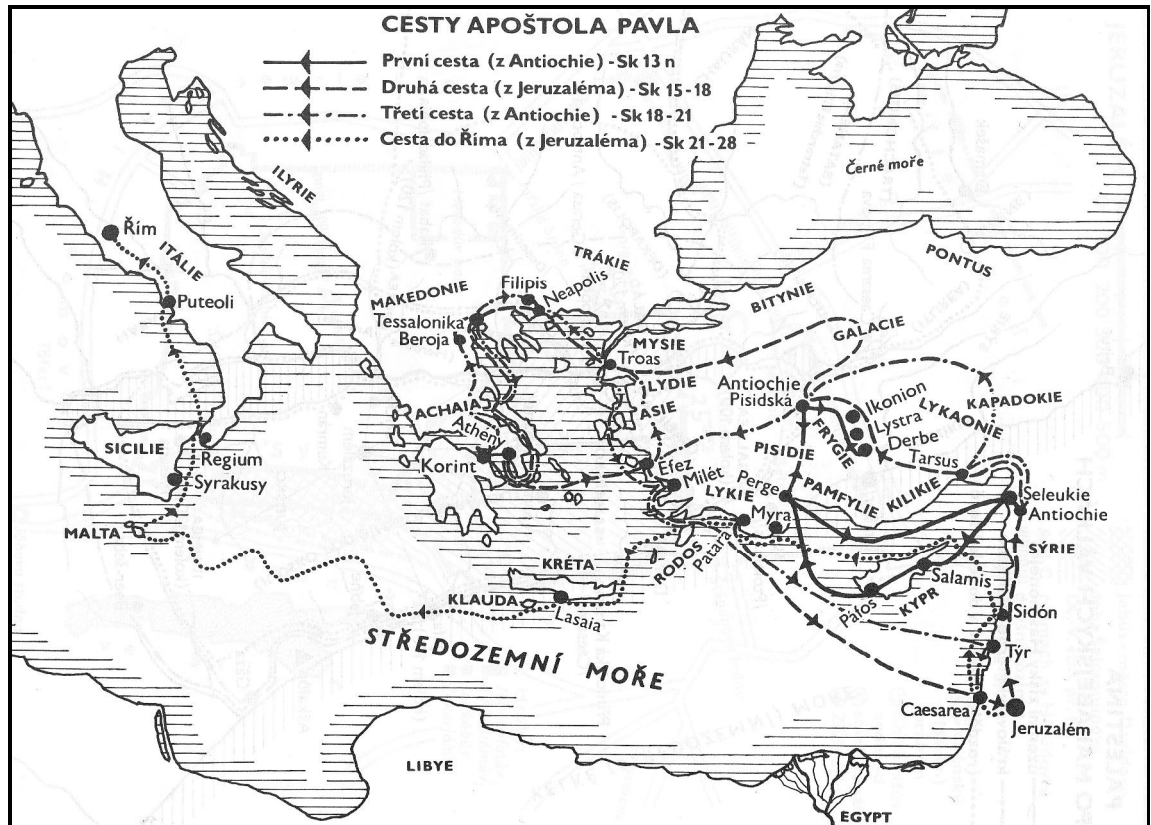 CESTY APOŠTOLA PAVLA
První cesta (z Antiochie) - Sk 13 n
Druhá cesta (z Jeruzaléma) - Sk 15 - 18
Třetí cesta (z Antiochie) - Sk 18 - 21
Cesta do Říma (z Jeruzaléma) - Sk 21 - 28
ILYRIE
Černé moře
Řím
ITÁLIE
PONTUS
TRÁKIE
Filipis
Neapolis
MAKEDONIE
Puteoli
BITYNIE
Tessalonika
Beroja
GALACIE
MYSIE
Troas
LYDIE
Antiochie
Pisidská
Ikonion
LYKAONIE
KAPADOKIE
ACHAIA
ASIE
Lystra
Atheny
FRYGIE
Derbe
SICILIE
Regium
Korint
PISIDIE
Tarsus
Efez
Milét
Syrakusy
LYKIE
Perge
PAMFYLIE
KILIKIE
Seleukie
Antiochie
Myra
MALTA
SÝRIE
RODOS
Patara
KRÉTA
Salamis
KLAUDA
Lasaia
Pafos
KYPR
Sidón
STŘEDOZEMNÍ MOŘE
Týr
Caesarea
Jeruzalém
LIBYE
EGYPT